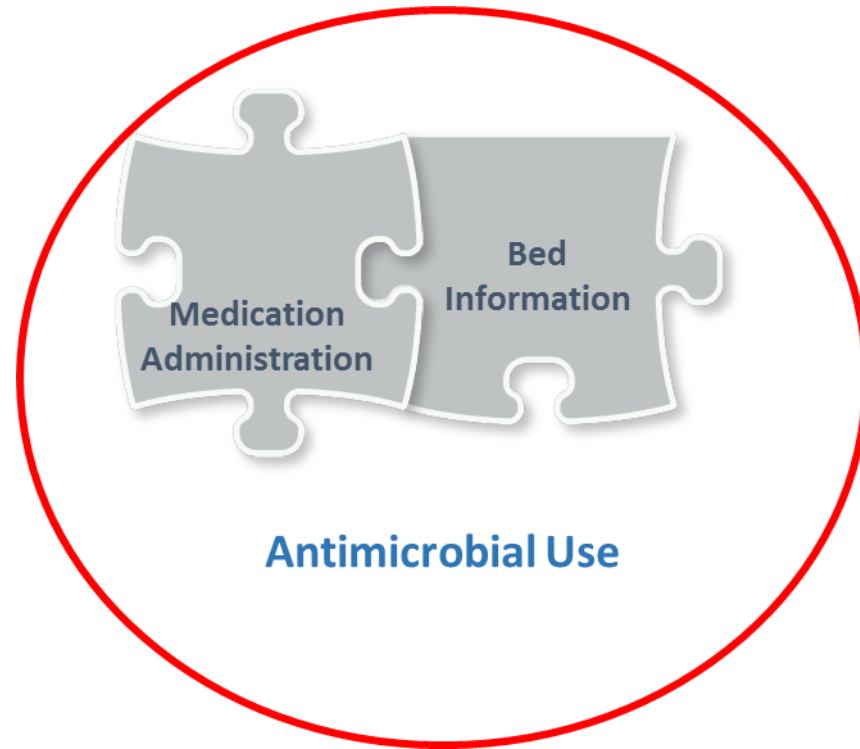 Medication
Administration
Bed
Information
Antimicrobial Use